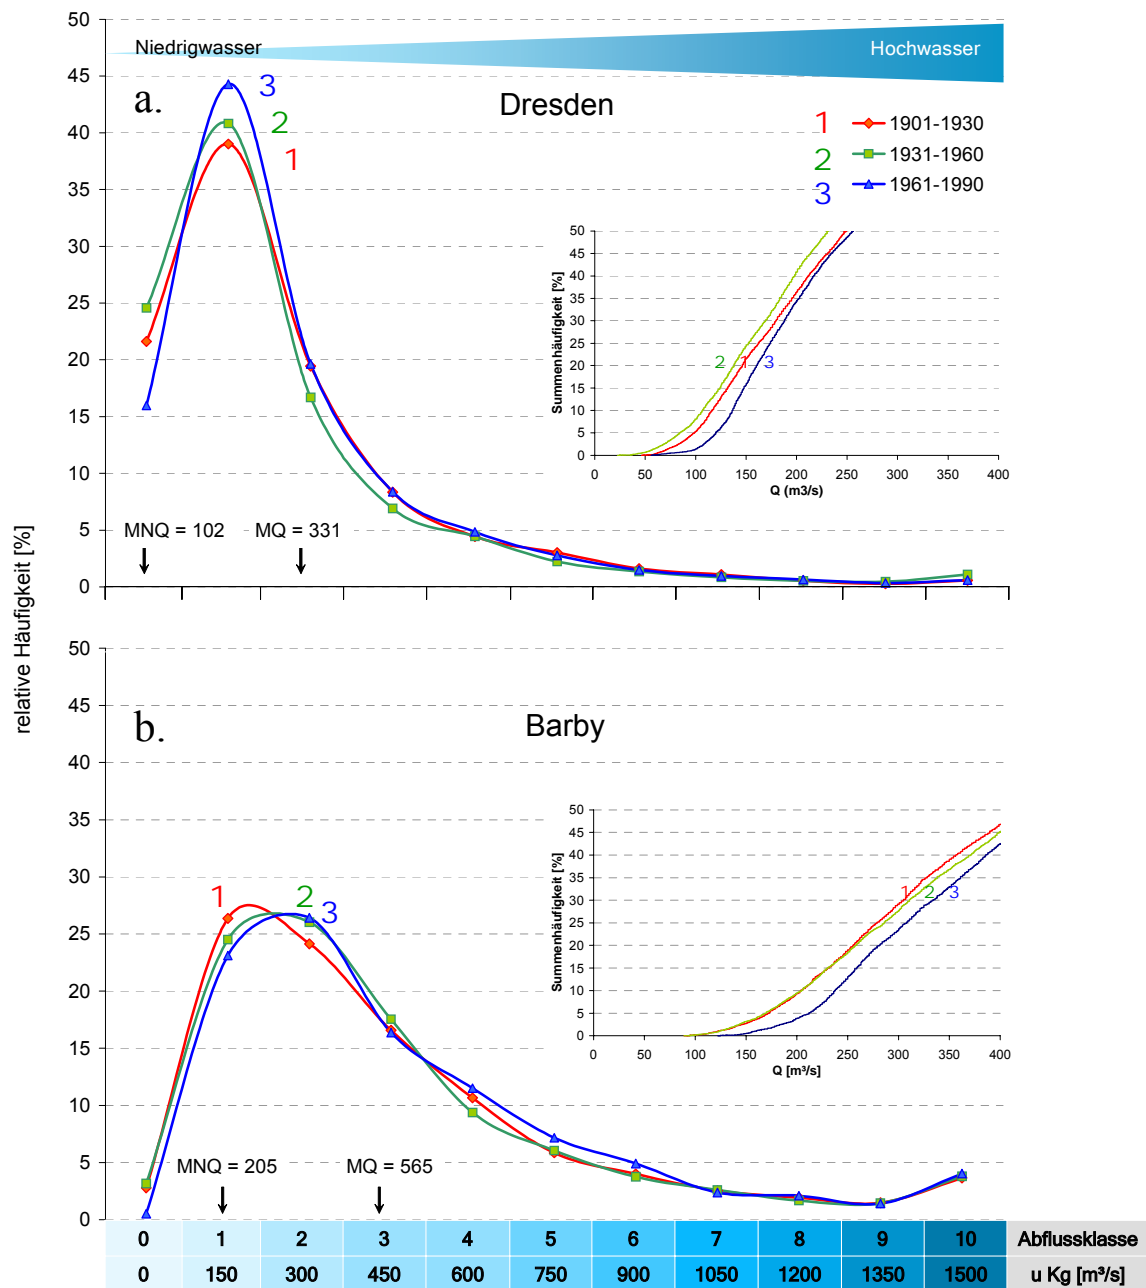 Niedrigwasser
Hochwasser
a.
Dresden
3
2
1
1 1901-1930
2 1931-1960
3 1961-1990
50
45
40
35
30
25
20
15
10
5
0
MNQ = 102
MQ = 331
Summenhäufigkeit [%]
50
45
40
35
30
25
20
15
10
5
0
2 1 3
0 50 100 150 200 250 300 350 400
Q (m3/s)
relative Häufigkeit [%]
b.
Barby
50
45
40
35
30
25
20
15
10
5
0
1 2 3
MNQ = 205
MQ = 565
Summenhäufigkeit [%]
50
45
40
35
30
25
20
15
10
5
0
1 2 3
0 50 100 150 200 250 300 350 400
Q [m³/s]
0 1 2 3 4 5 6 7 8 9 10 Abflussklasse
0 150 300 450 600 750 900 1050 1200 1350 1500 u Kg [m³/s]